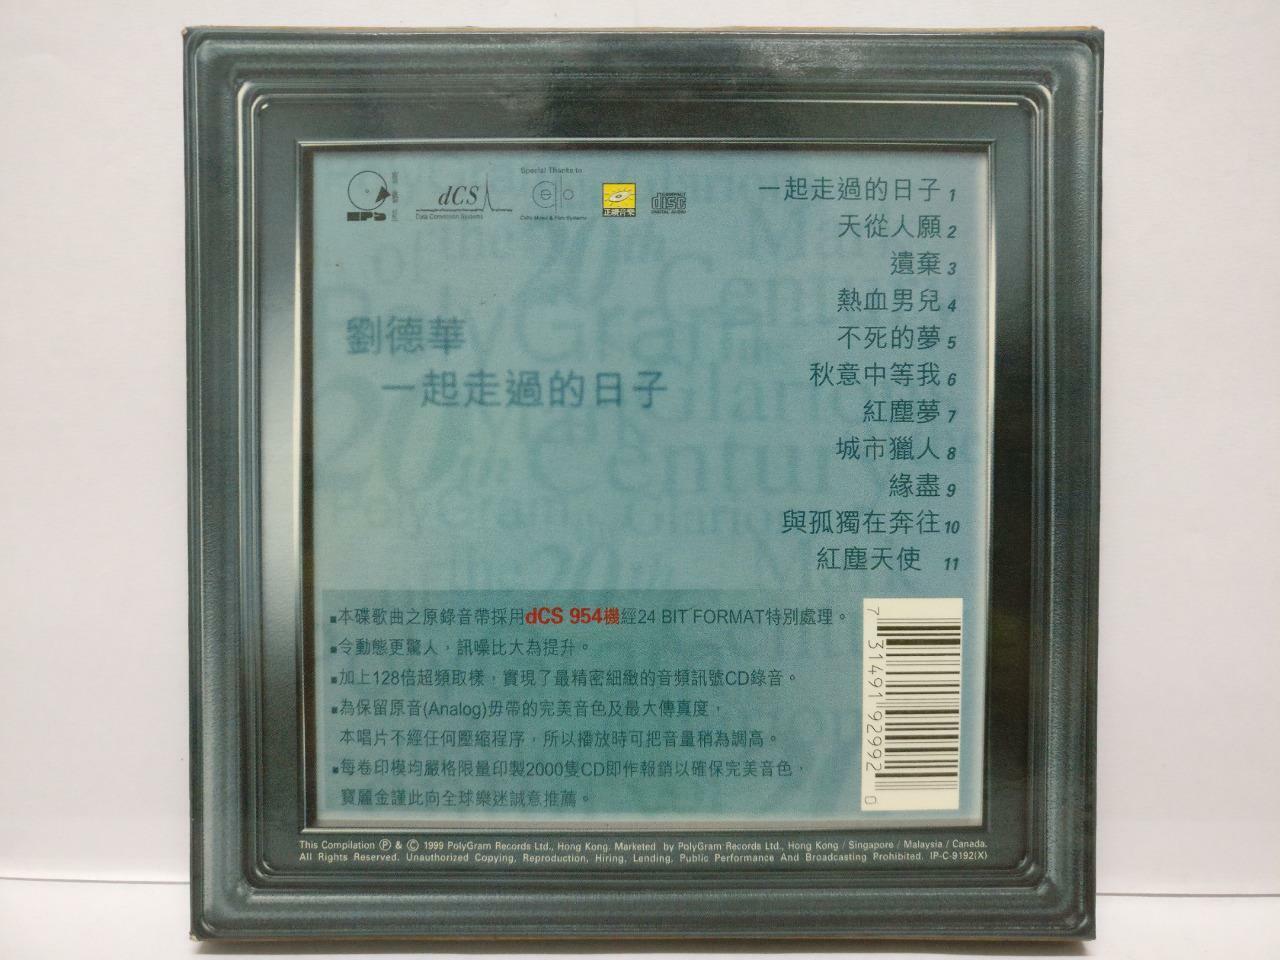 Special Thanks to
dCS
Data Conversion Systems
正視音樂
COMPACT
disc
DIGITAL AUDIO
一起走過的日子 1
天從人願 2
遺棄 3
熱血男兒 4
不死的夢 5
秋意中等我 6
紅塵夢 7
城市獵人 8
緣盡 9
與孤獨在奔往 10
紅塵天使 11
劉德華
一起走過的日子
■本碟歌曲之原錄音帶採用dCS 954機經24 BIT FORMAT特別處理。
■令動態更驚人，訊噪比大為提升。
■加上128倍超頻取樣，實現了最精密細緻的音頻訊號CD錄音。
■為保留原音(Analog)毋帶的完美音色及最大傳真度，
本唱片不經任何壓縮程序，所以播放時可把音量稍為調高。
■每卷印模均嚴格限量印製2000隻CD即作報銷以確保完美音色，
寶麗金謹此向全球樂迷誠意推薦。
7 31491 92992 0
This Compilation Ⓟ & © 1999 PolyGram Records Ltd., Hong Kong. Marketed by PolyGram Records Ltd., Hong Kong / Singapore / Malaysia / Canada.
All Rights Reserved. Unauthorized Copying, Reproduction, Hiring, Lending, Public Performance And Broadcasting Prohibited. IP-C-9192(X)